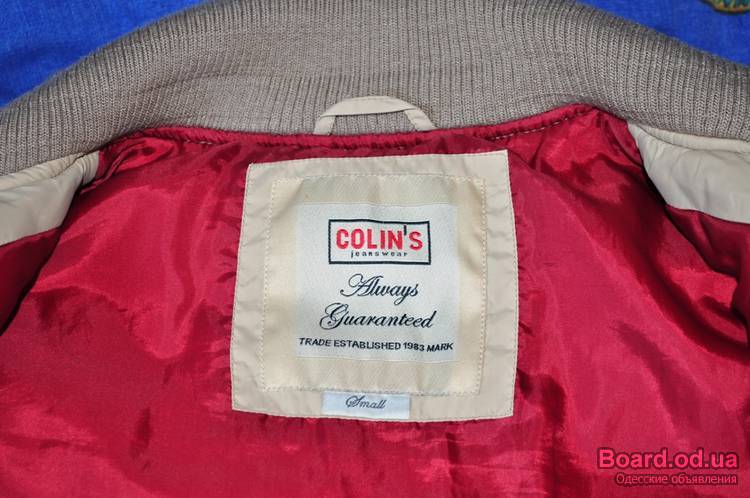 COLIN'S
jeanswear
Always
Guaranteed
TRADE ESTABLISHED 1983 MARK
Small
Board.od.ua
Одесские объявления